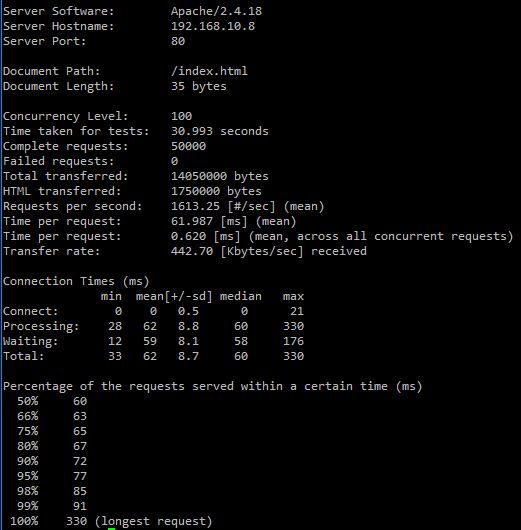 Server Software:        Apache/2.4.18
Server Hostname:        192.168.10.8
Server Port:            80

Document Path:          /index.html
Document Length:        35 bytes

Concurrency Level:      100
Time taken for tests:   30.993 seconds
Complete requests:      50000
Failed requests:        0
Total transferred:      14050000 bytes
HTML transferred:       1750000 bytes
Requests per second:    1613.25 [#/sec] (mean)
Time per request:       61.987 [ms] (mean)
Time per request:       0.620 [ms] (mean, across all concurrent requests)
Transfer rate:          442.70 [Kbytes/sec] received

Connection Times (ms)
              min  mean[+/-sd] median   max
Connect:        0    0   0.5      0      21
Processing:    28   62   8.8     60     330
Waiting:       12   59   8.1     58     176
Total:         33   62   8.7     60     330

Percentage of the requests served within a certain time (ms)
  50%     60
  66%     63
  75%     65
  80%     67
  90%     72
  95%     77
  98%     85
  99%     91
 100%    330 (longest request)